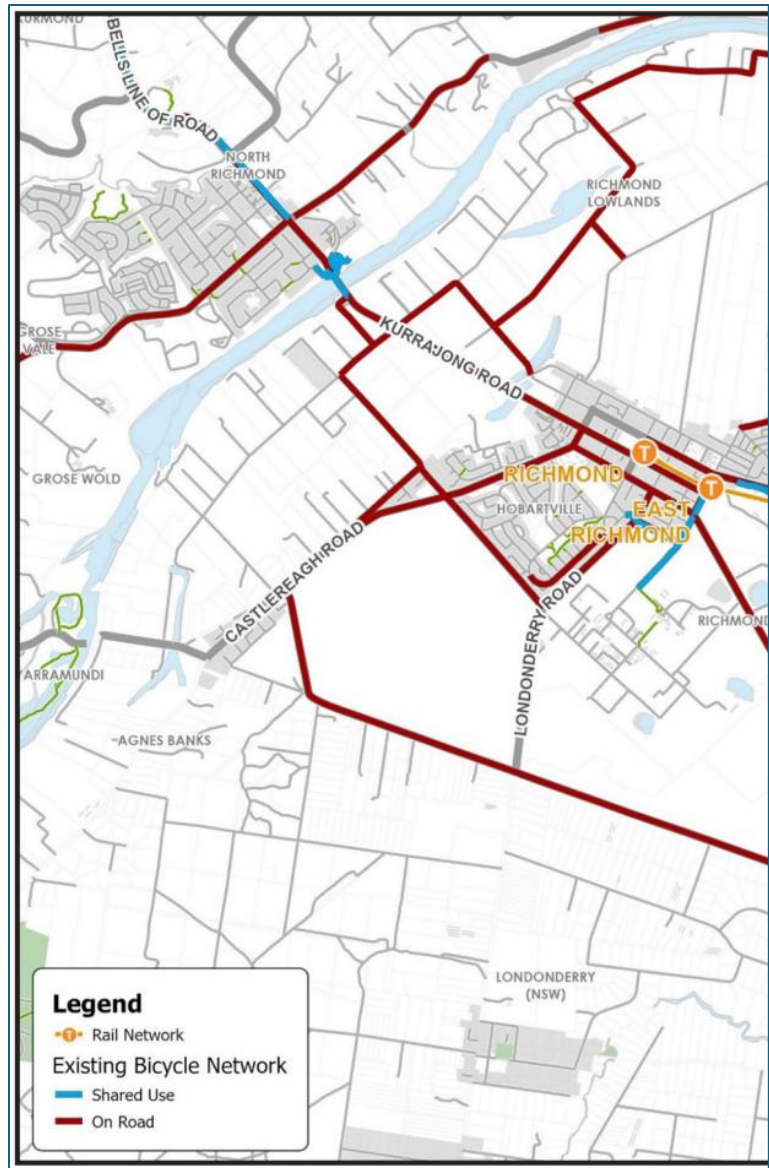 KURMOND
BELLS LINE OF ROAD
NORTH
RICHMOND
RICHMOND
LOWLANDS
GROSE
VALE
KURRAJONG ROAD
GROSE WOLD
T
RICHMOND
T
HOBARTVILLE
EAST
RICHMOND
CASTLEREAGH ROAD
LONDONDERRY ROAD
RICHMOND
ARRAMUNDI
AGNES BANKS
LONDONDERRY
(NSW)
Legend
T Rail Network
Existing Bicycle Network
Shared Use
On Road